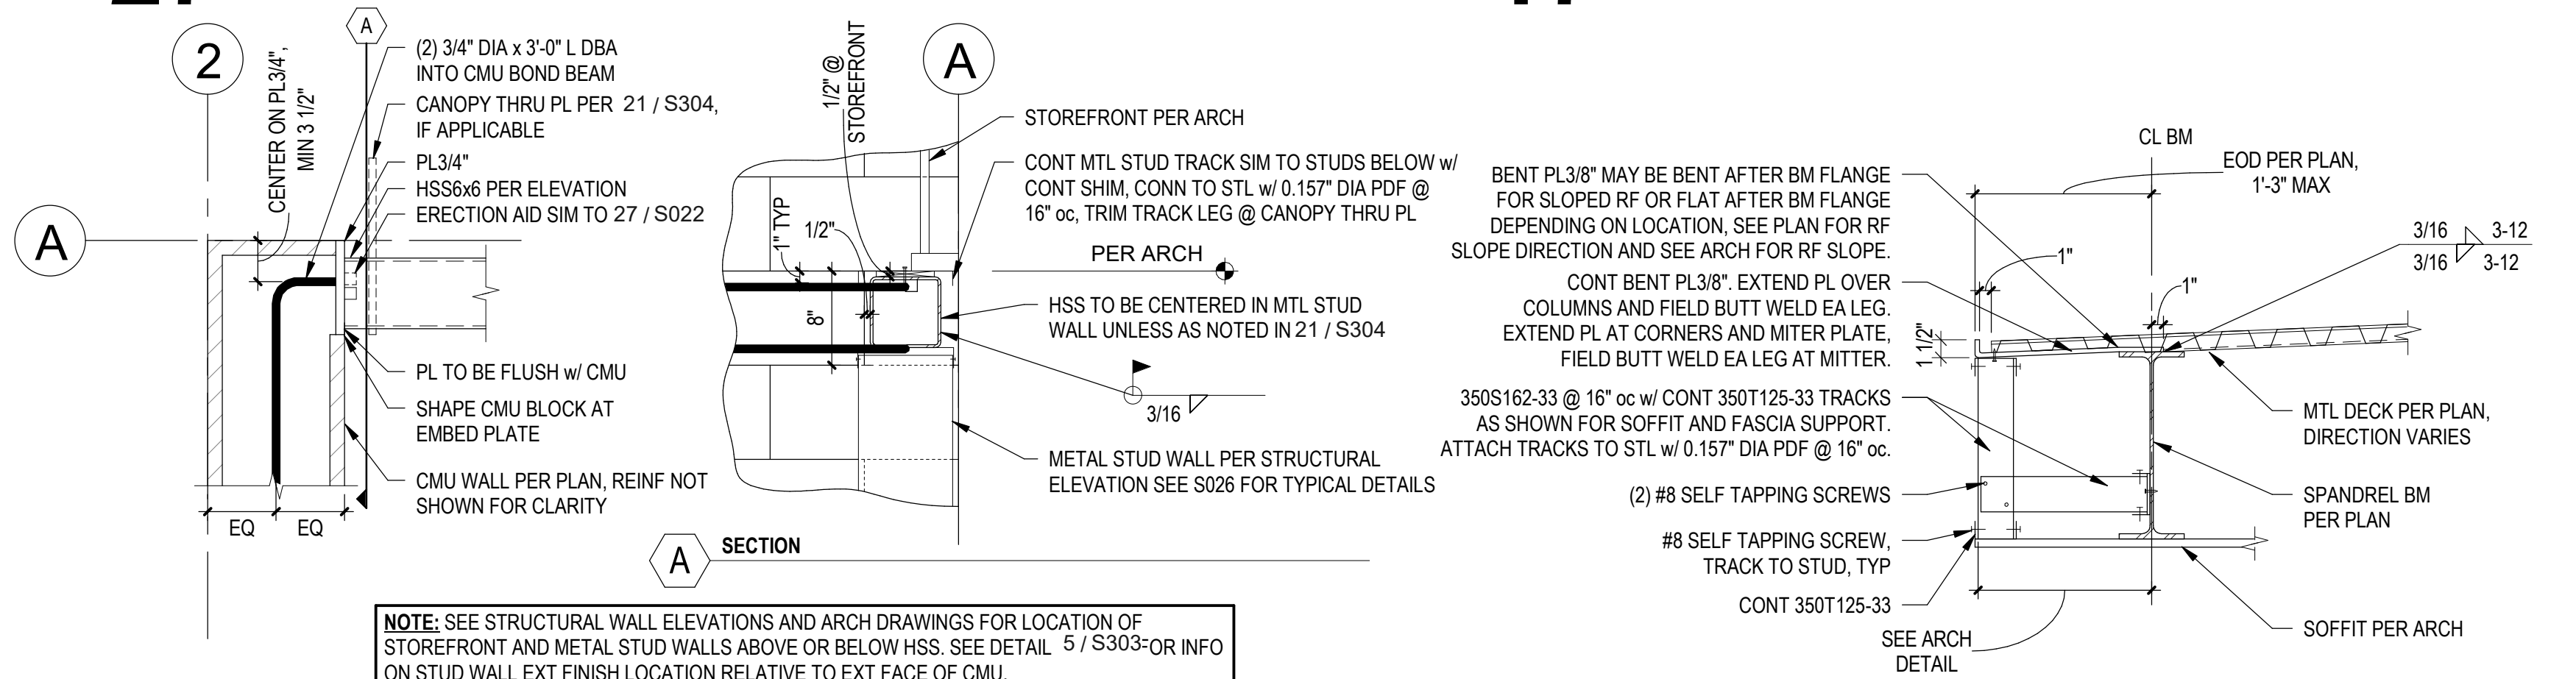 2
A
A
CENTER ON PL3/4",
MIN 3 1/2"
(2) 3/4" DIA x 3'-0" L DBA
INTO CMU BOND BEAM
CANOPY THRU PL PER 21 / S304,
IF APPLICABLE
PL3/4"
HSS6x6 PER ELEVATION
ERECTION AID SIM TO 27 / S022
PL TO BE FLUSH w/ CMU
SHAPE CMU BLOCK AT
EMBED PLATE
CMU WALL PER PLAN, REINF NOT
SHOWN FOR CLARITY
EQ
EQ
1/2" @
STOREFRONT
A
STOREFRONT PER ARCH
CONT MTL STUD TRACK SIM TO STUDS BELOW w/
CONT SHIM, CONN TO STL w/ 0.157" DIA PDF @
16" oc, TRIM TRACK LEG @ CANOPY THRU PL
1" TYP
1/2"
PER ARCH
8"
HSS TO BE CENTERED IN MTL STUD
WALL UNLESS AS NOTED IN 21 / S304
3/16
METAL STUD WALL PER STRUCTURAL
ELEVATION SEE S026 FOR TYPICAL DETAILS
A
SECTION
NOTE: SEE STRUCTURAL WALL ELEVATIONS AND ARCH DRAWINGS FOR LOCATION OF
STOREFRONT AND METAL STUD WALLS ABOVE OR BELOW HSS. SEE DETAIL 5 / S303 FOR INFO
ON STUD WALL EXT FINISH LOCATION RELATIVE TO EXT FACE OF CMU.
CL BM
EOD PER PLAN,
1'-3" MAX
BENT PL3/8" MAY BE BENT AFTER BM FLANGE
FOR SLOPED RF OR FLAT AFTER BM FLANGE
DEPENDING ON LOCATION, SEE PLAN FOR RF
SLOPE DIRECTION AND SEE ARCH FOR RF SLOPE.
3/16 3-12
3/16 3-12
1"
1"
1 1/2"
CONT BENT PL3/8". EXTEND PL OVER
COLUMNS AND FIELD BUTT WELD EA LEG.
EXTEND PL AT CORNERS AND MITER PLATE,
FIELD BUTT WELD EA LEG AT MITTER.
350S162-33 @ 16" oc w/ CONT 350T125-33 TRACKS
AS SHOWN FOR SOFFIT AND FASCIA SUPPORT.
ATTACH TRACKS TO STL w/ 0.157" DIA PDF @ 16" oc.
(2) #8 SELF TAPPING SCREWS
#8 SELF TAPPING SCREW,
TRACK TO STUD, TYP
CONT 350T125-33
MTL DECK PER PLAN,
DIRECTION VARIES
SPANDREL BM
PER PLAN
SOFFIT PER ARCH
SEE ARCH
DETAIL